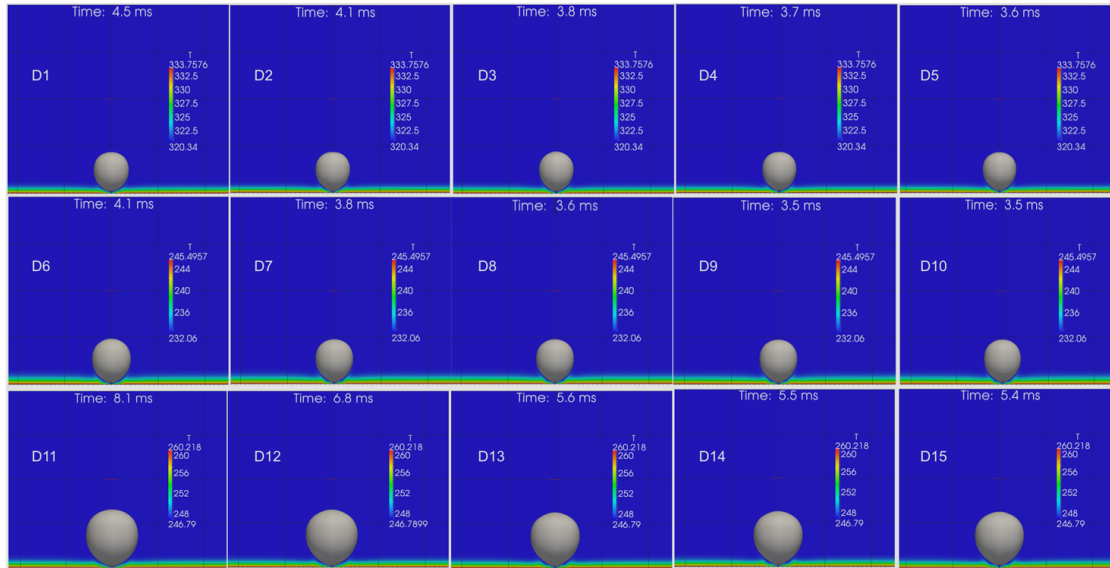 Time: 4.5 ms
D1
T
333.7576
332.5
330
327.5
325
322.5
320.34
Time: 4.1 ms
D2
T
333.7576
332.5
330
327.5
325
322.5
320.34
Time: 3.8 ms
D3
T
333.7576
332.5
330
327.5
325
322.5
320.34
Time: 3.7 ms
D4
T
333.7576
332.5
330
327.5
325
322.5
320.34
Time: 3.6 ms
D5
T
333.7576
332.5
330
327.5
325
322.5
320.34
Time: 4.1 ms
D6
T
245.4957
244
240
236
232.06
Time: 3.8 ms
D7
T
245.4957
244
240
236
232.06
Time: 3.6 ms
D8
T
245.4957
244
240
236
232.06
Time: 3.5 ms
D9
T
245.4957
244
240
236
232.06
Time: 3.5 ms
D10
T
245.4957
244
240
236
232.06
Time: 8.1 ms
D11
T
260.218
260
256
252
248
246.79
Time: 6.8 ms
D12
T
260.218
260
256
252
248
246.7899
Time: 5.6 ms
D13
T
260.218
260
256
252
248
246.79
Time: 5.5 ms
D14
T
260.218
260
256
252
248
246.79
Time: 5.4 ms
D15
T
260.218
260
256
252
248
246.79